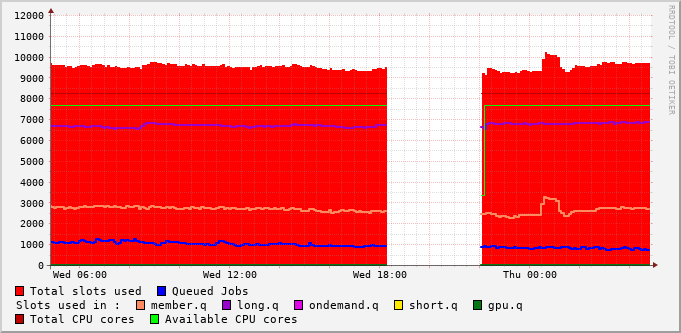 12000
11000
10000
9000
8000
7000
6000
5000
4000
3000
2000
1000
0
Wed 06:00 Wed 12:00 Wed 18:00 Thu 00:00
Total slots used Queued Jobs
Slots used in : member.q long.q ondemand.q short.q gpu.q
Total CPU cores Available CPU cores
RRDTOOL / TOBI OETIKER